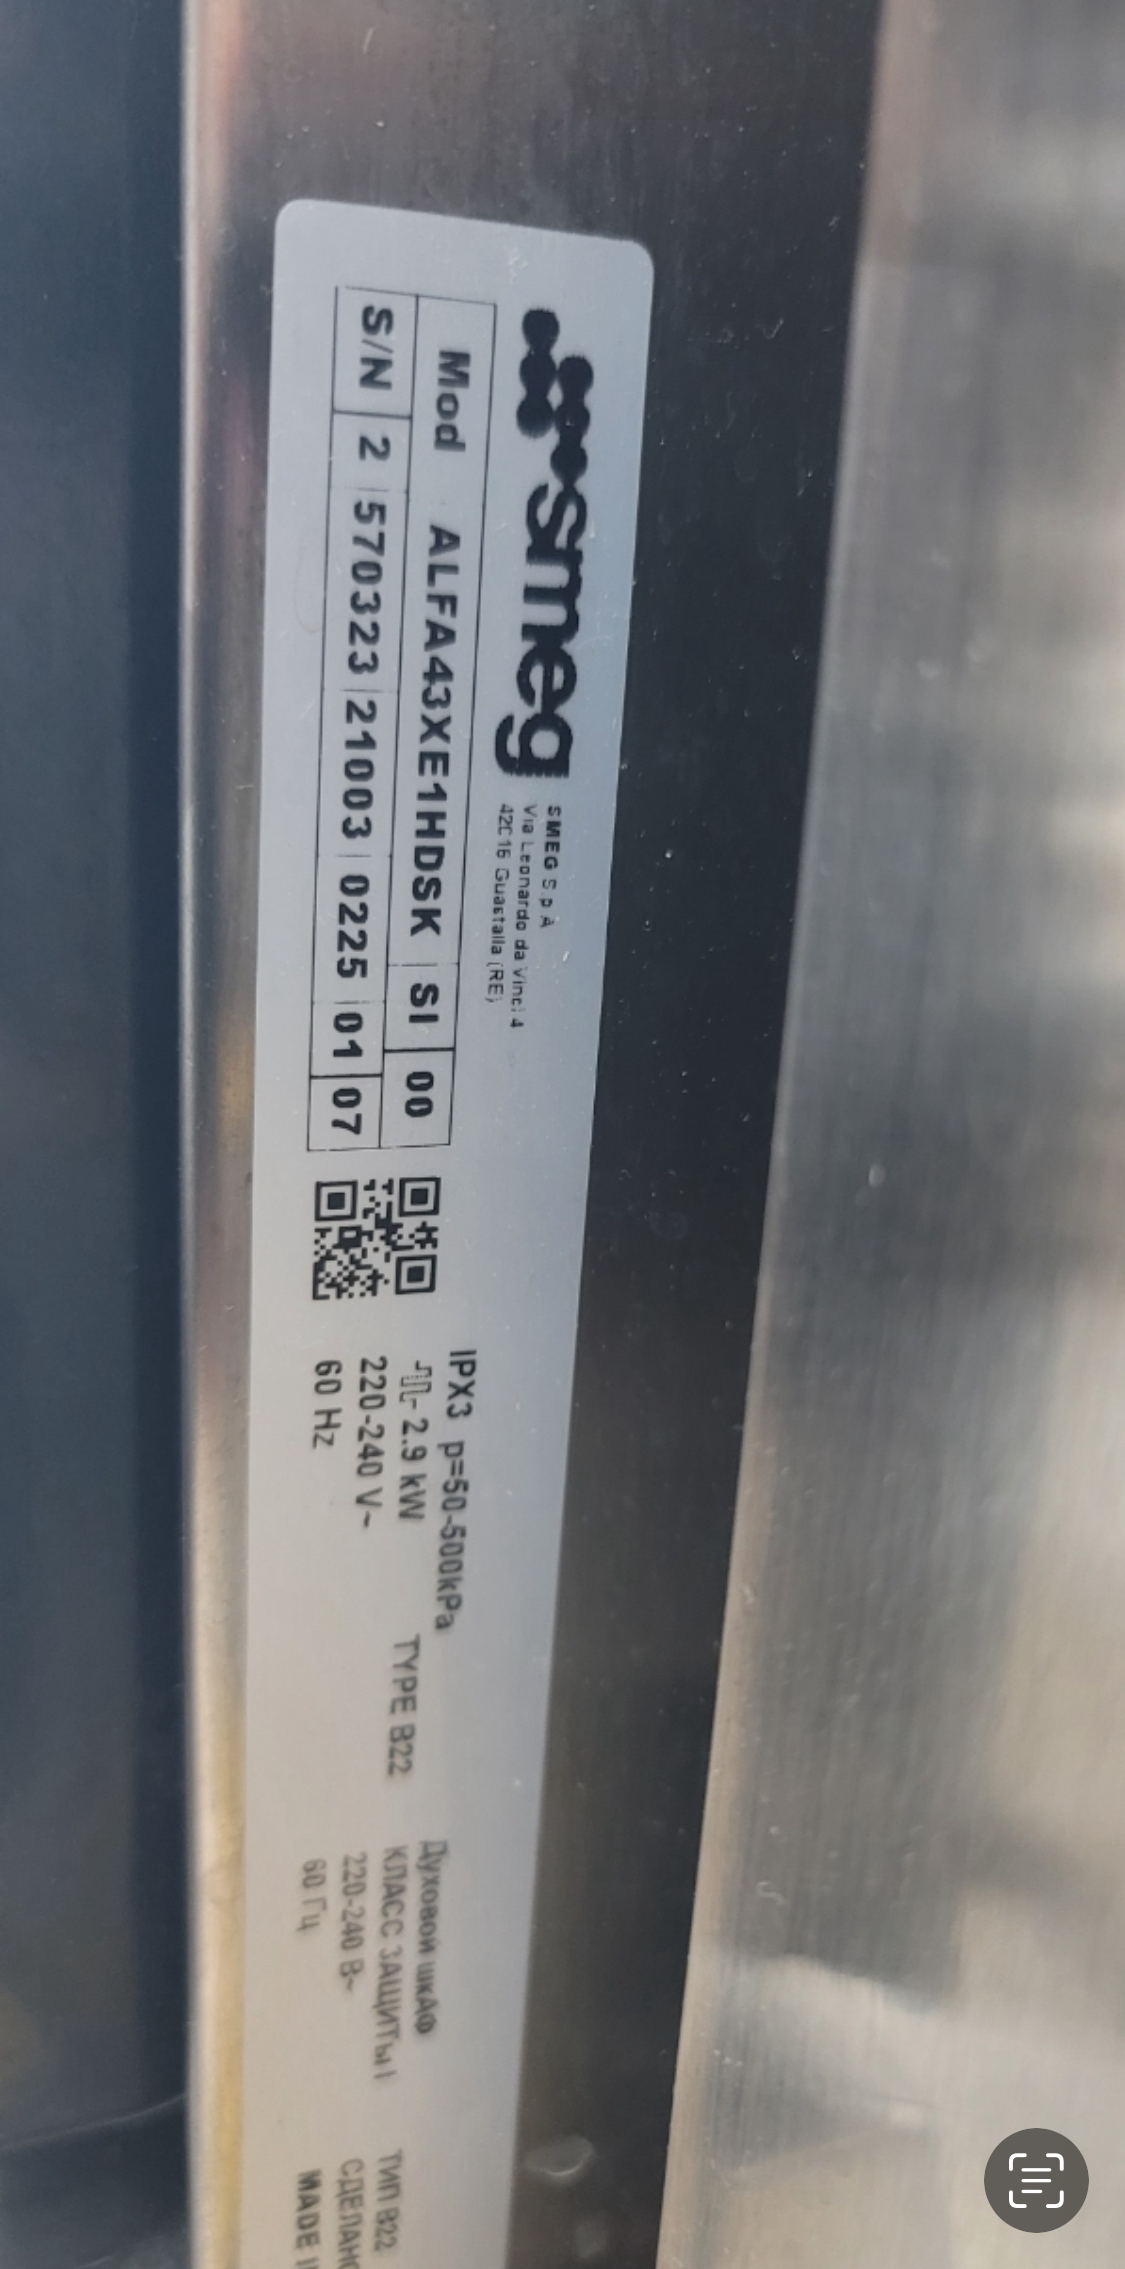 smeg
SMEG S.p.A
Via Leonardo da Vinci 4
42016 Guastalla (RE)
Mod ALFA43XE1HDSK SI 00
S/N 2 570323 21003 0225 01 07
IPX3 p=50-500kPa
2.9 kW
220-240 V~
60 Hz
TYPE B22
Духовой шкАФ
КЛАСС ЗАЩИТЫ I
220-240 В~
60 Гц
ТИП B22
СДЕЛАНО
MADE I